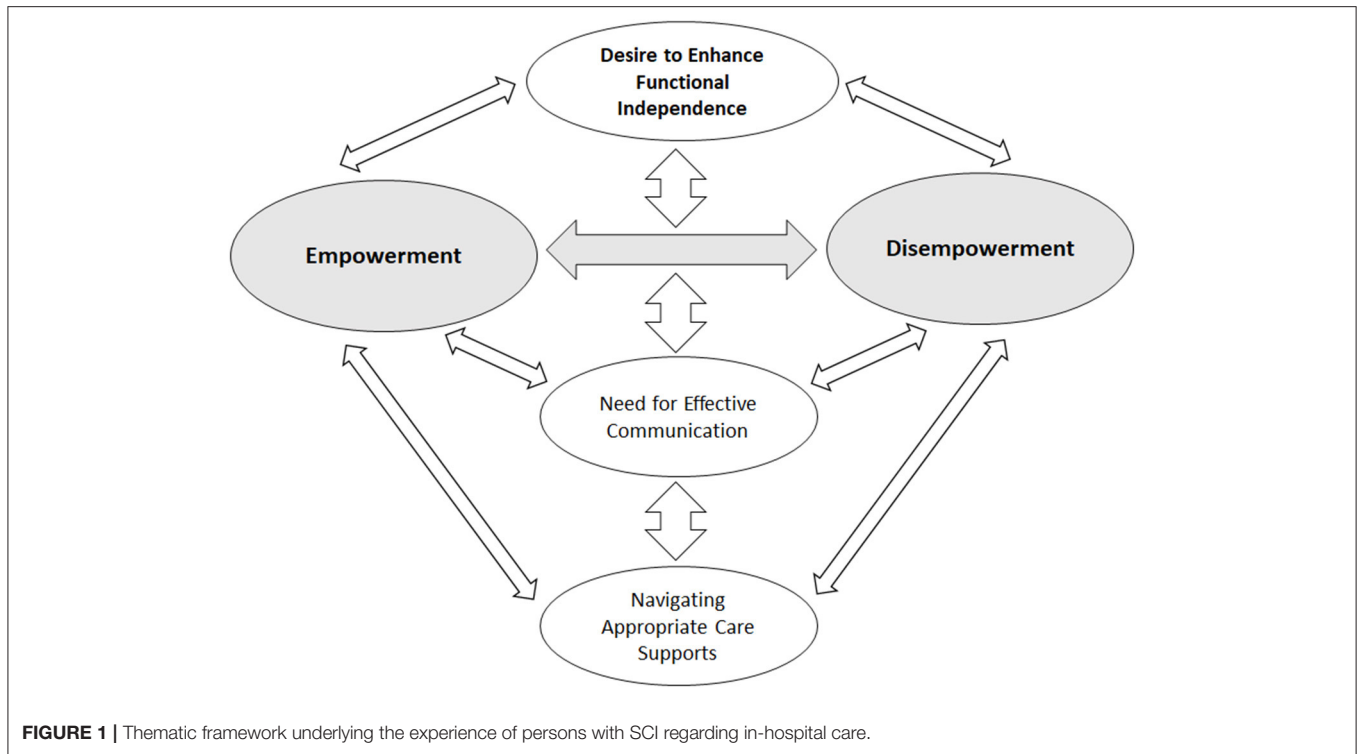 Desire to Enhance
Functional
Independence
Empowerment
Disempowerment
Need for Effective
Communication
Navigating
Appropriate Care
Supports
FIGURE 1 | Thematic framework underlying the experience of persons with SCI regarding in-hospital care.